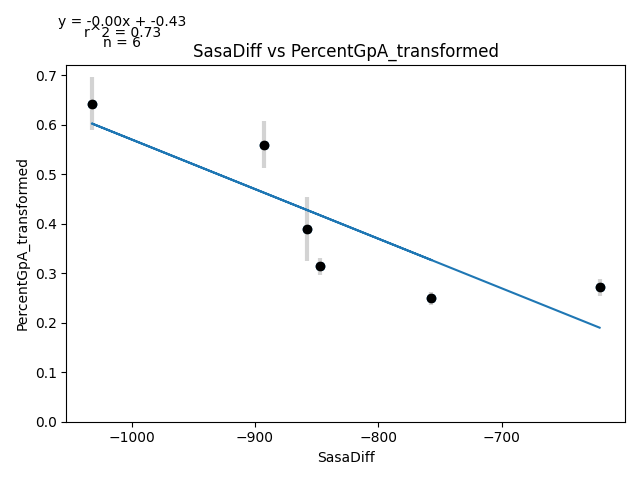 y = -0.00x + -0.43
r^2 = 0.73
n = 6
SasaDiff vs PercentGpA_transformed
0.7
0.6
0.5
0.4
0.3
0.2
0.1
0.0
PercentGpA_transformed
−1000
−900
−800
−700
SasaDiff